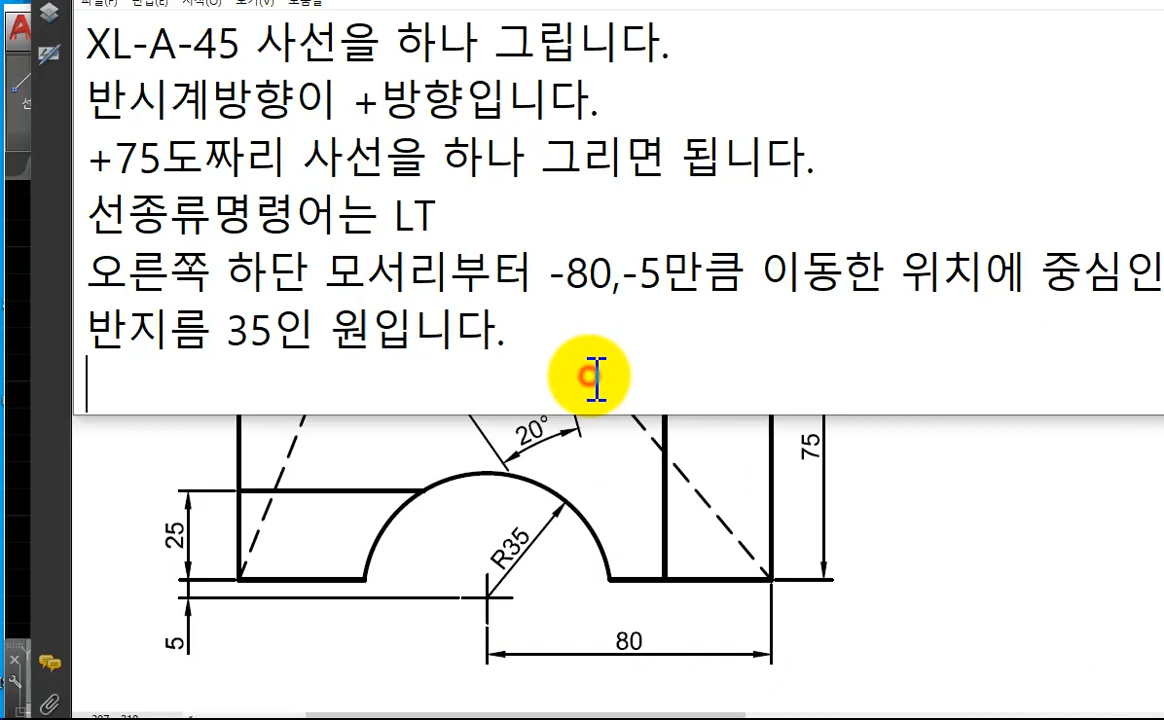 XL-A-45 사선을 하나 그립니다.
반시계방향이 +방향입니다.
+75도짜리 사선을 하나 그리면 됩니다.
선종류명령어는 LT
오른쪽 하단 모서리부터 -80,-5만큼 이동한 위치에 중심인
반지름 35인 원입니다.
20°
75
25
R35
5
80